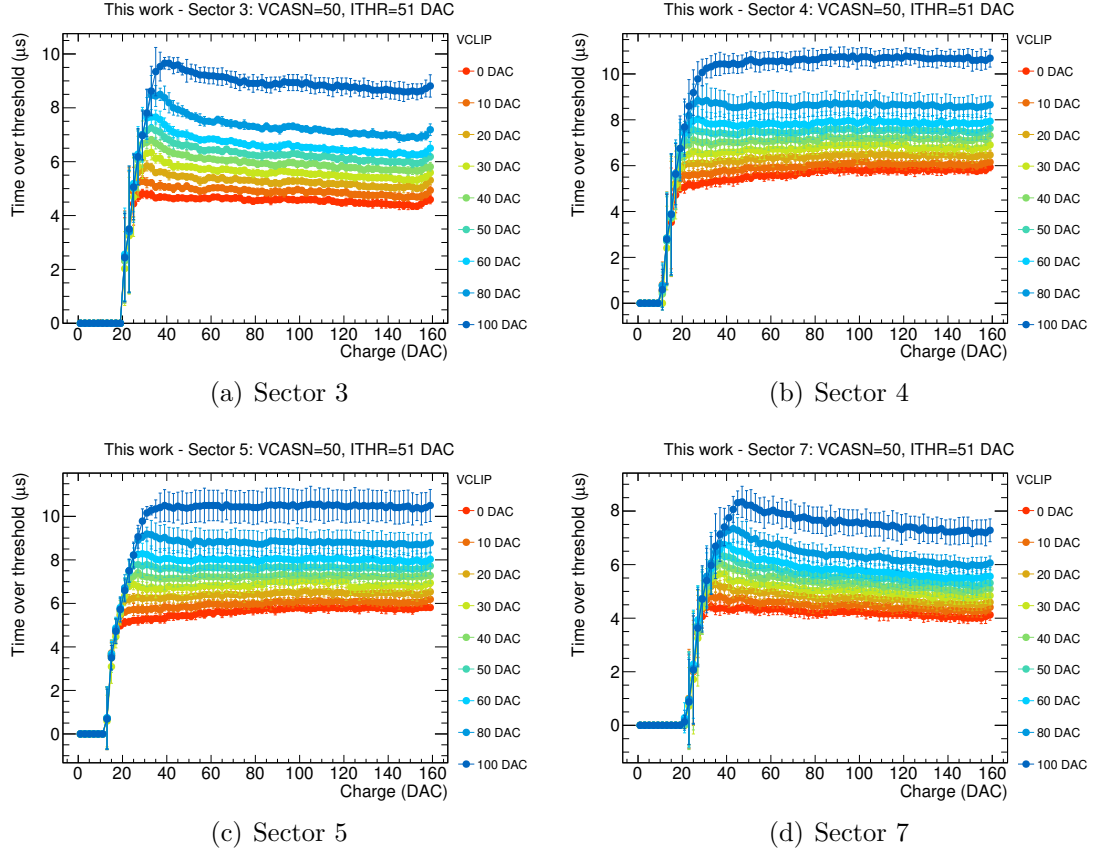 This work - Sector 3: VCASN=50, ITHR=51 DAC
Time over threshold (μs)
10
8
6
4
2
0
0 20 40 60 80 100 120 140 160
Charge (DAC)
VCLIP
0 DAC
10 DAC
20 DAC
30 DAC
40 DAC
50 DAC
60 DAC
80 DAC
100 DAC
(a) Sector 3
This work - Sector 4: VCASN=50, ITHR=51 DAC
Time over threshold (μs)
12
10
8
6
4
2
0
0 20 40 60 80 100 120 140 160
Charge (DAC)
VCLIP
0 DAC
10 DAC
20 DAC
30 DAC
40 DAC
50 DAC
60 DAC
80 DAC
100 DAC
(b) Sector 4
This work - Sector 5: VCASN=50, ITHR=51 DAC
Time over threshold (μs)
10
8
6
4
2
0
0 20 40 60 80 100 120 140 160
Charge (DAC)
VCLIP
0 DAC
10 DAC
20 DAC
30 DAC
40 DAC
50 DAC
60 DAC
80 DAC
100 DAC
(c) Sector 5
This work - Sector 7: VCASN=50, ITHR=51 DAC
Time over threshold (μs)
8
6
4
2
0
0 20 40 60 80 100 120 140 160
Charge (DAC)
VCLIP
0 DAC
10 DAC
20 DAC
30 DAC
40 DAC
50 DAC
60 DAC
80 DAC
100 DAC
(d) Sector 7